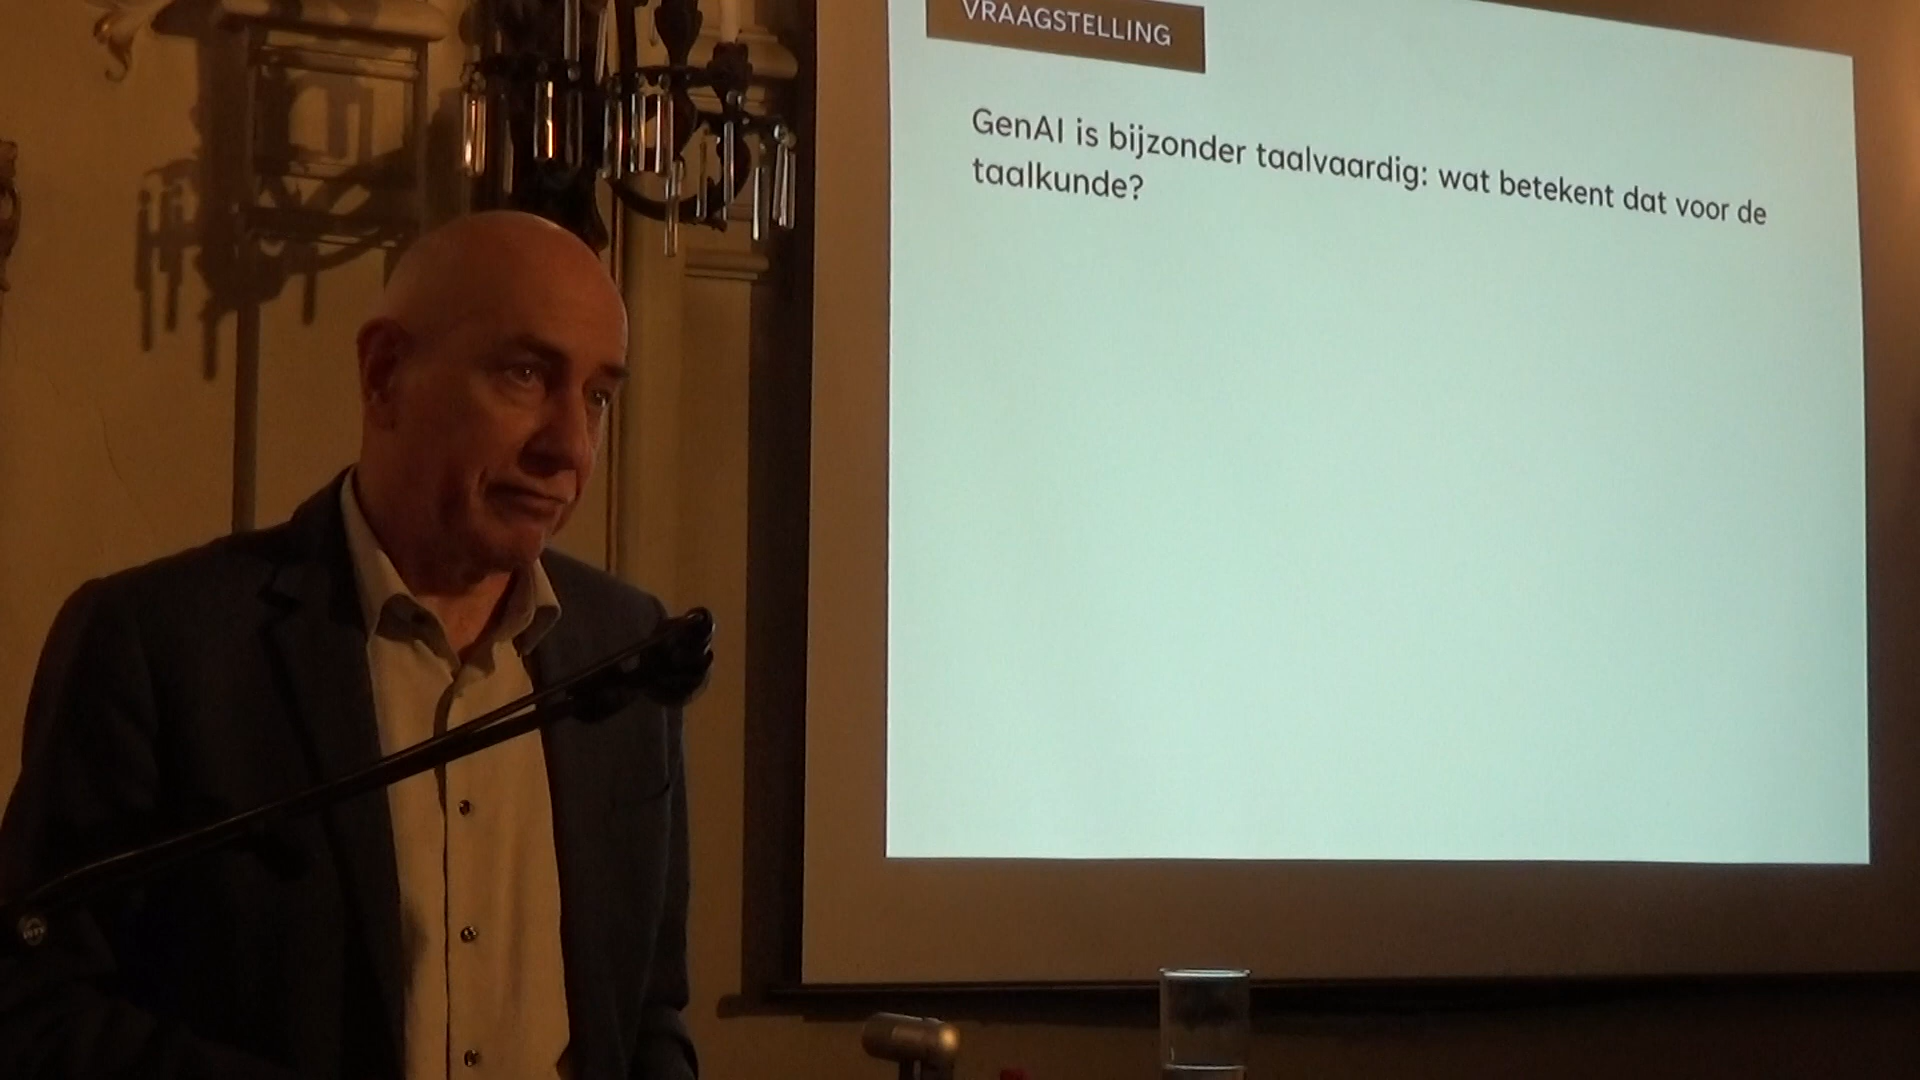 VRAAGSTELLING
GenAI is bijzonder taalvaardig: wat betekent dat voor de
taalkunde?